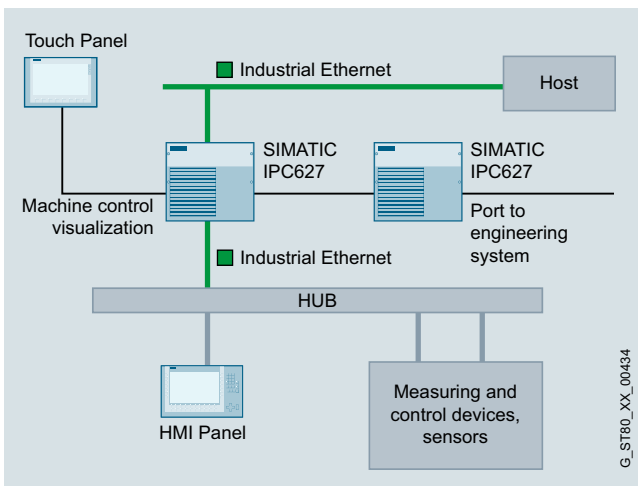 Touch Panel
Industrial Ethernet
Host
SIMATIC
IPC627
SIMATIC
IPC627
Machine control
visualization
Port to
engineering
system
Industrial Ethernet
HUB
HMI Panel
Measuring and
control devices,
sensors
G_ST80_XX_00434